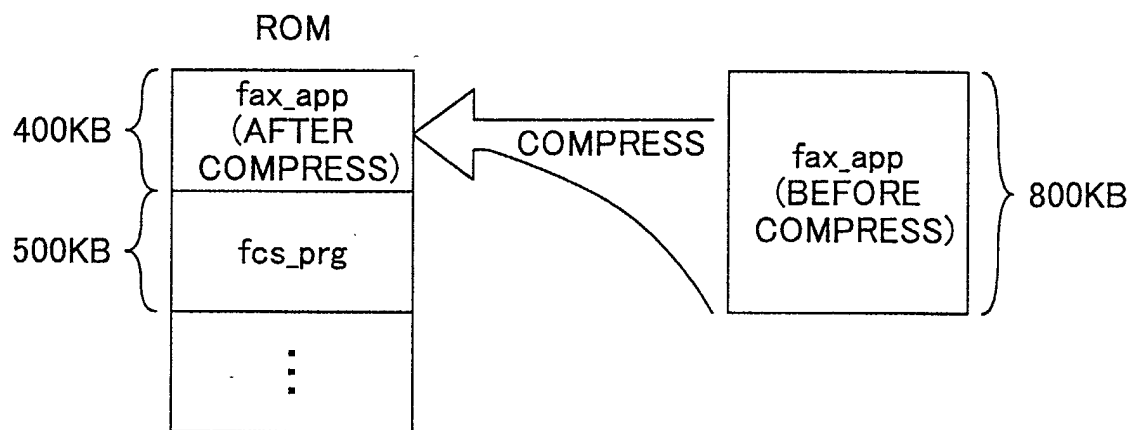 ROM
400KB
fax_app
(AFTER
COMPRESS)
500KB
fcs_prg
COMPRESS
fax_app
(BEFORE
COMPRESS)
800KB